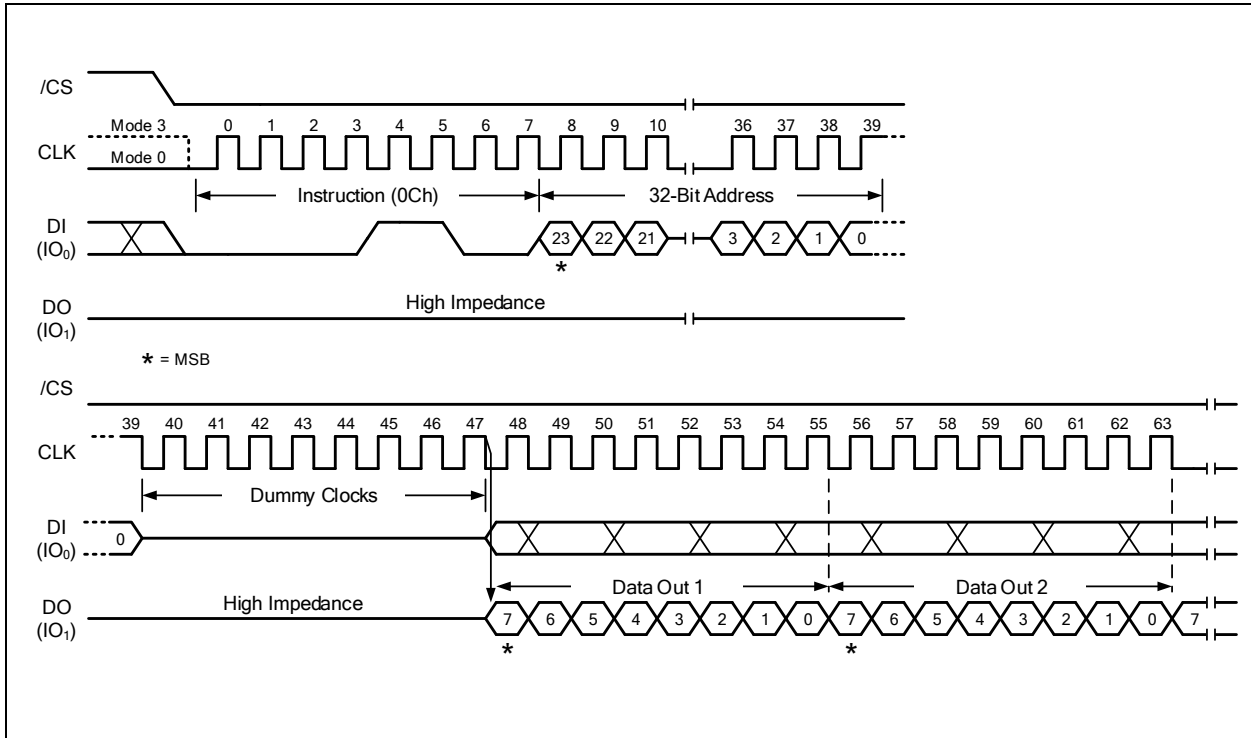 /CS
Mode 3 0 1 2 3 4 5 6 7 8 9 10 36 37 38 39
CLK
Mode 0
Instruction (0Ch) 32-Bit Address
DI
(IO₀)
23 22 21 3 2 1 0
*
High Impedance
DO
(IO₁)
* = MSB
/CS
39 40 41 42 43 44 45 46 47 48 49 50 51 52 53 54 55 56 57 58 59 60 61 62 63
CLK
Dummy Clocks
DI
(IO₀)
0
Data Out 1 Data Out 2
High Impedance
DO
(IO₁)
7 6 5 4 3 2 1 0 7 6 5 4 3 2 1 0 7
* *